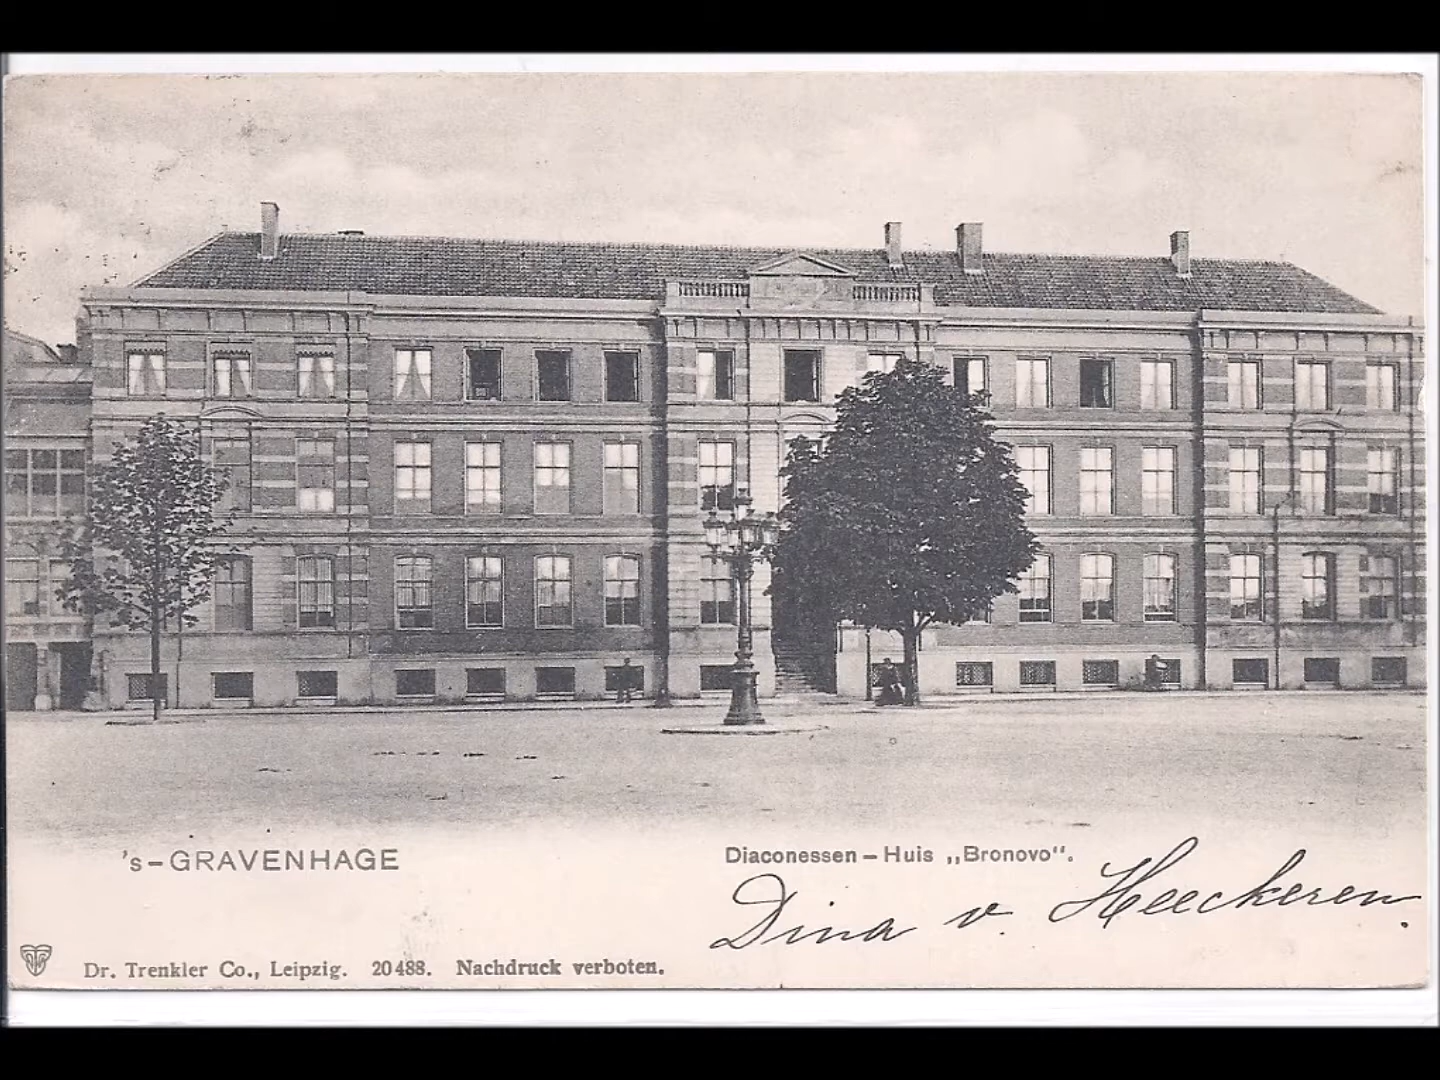 's-GRAVENHAGE
Diaconessen-Huis „Bronovo“.
Dina v. Heeckeren.
Dr. Trenkler Co., Leipzig. 20488. Nachdruck verboten.